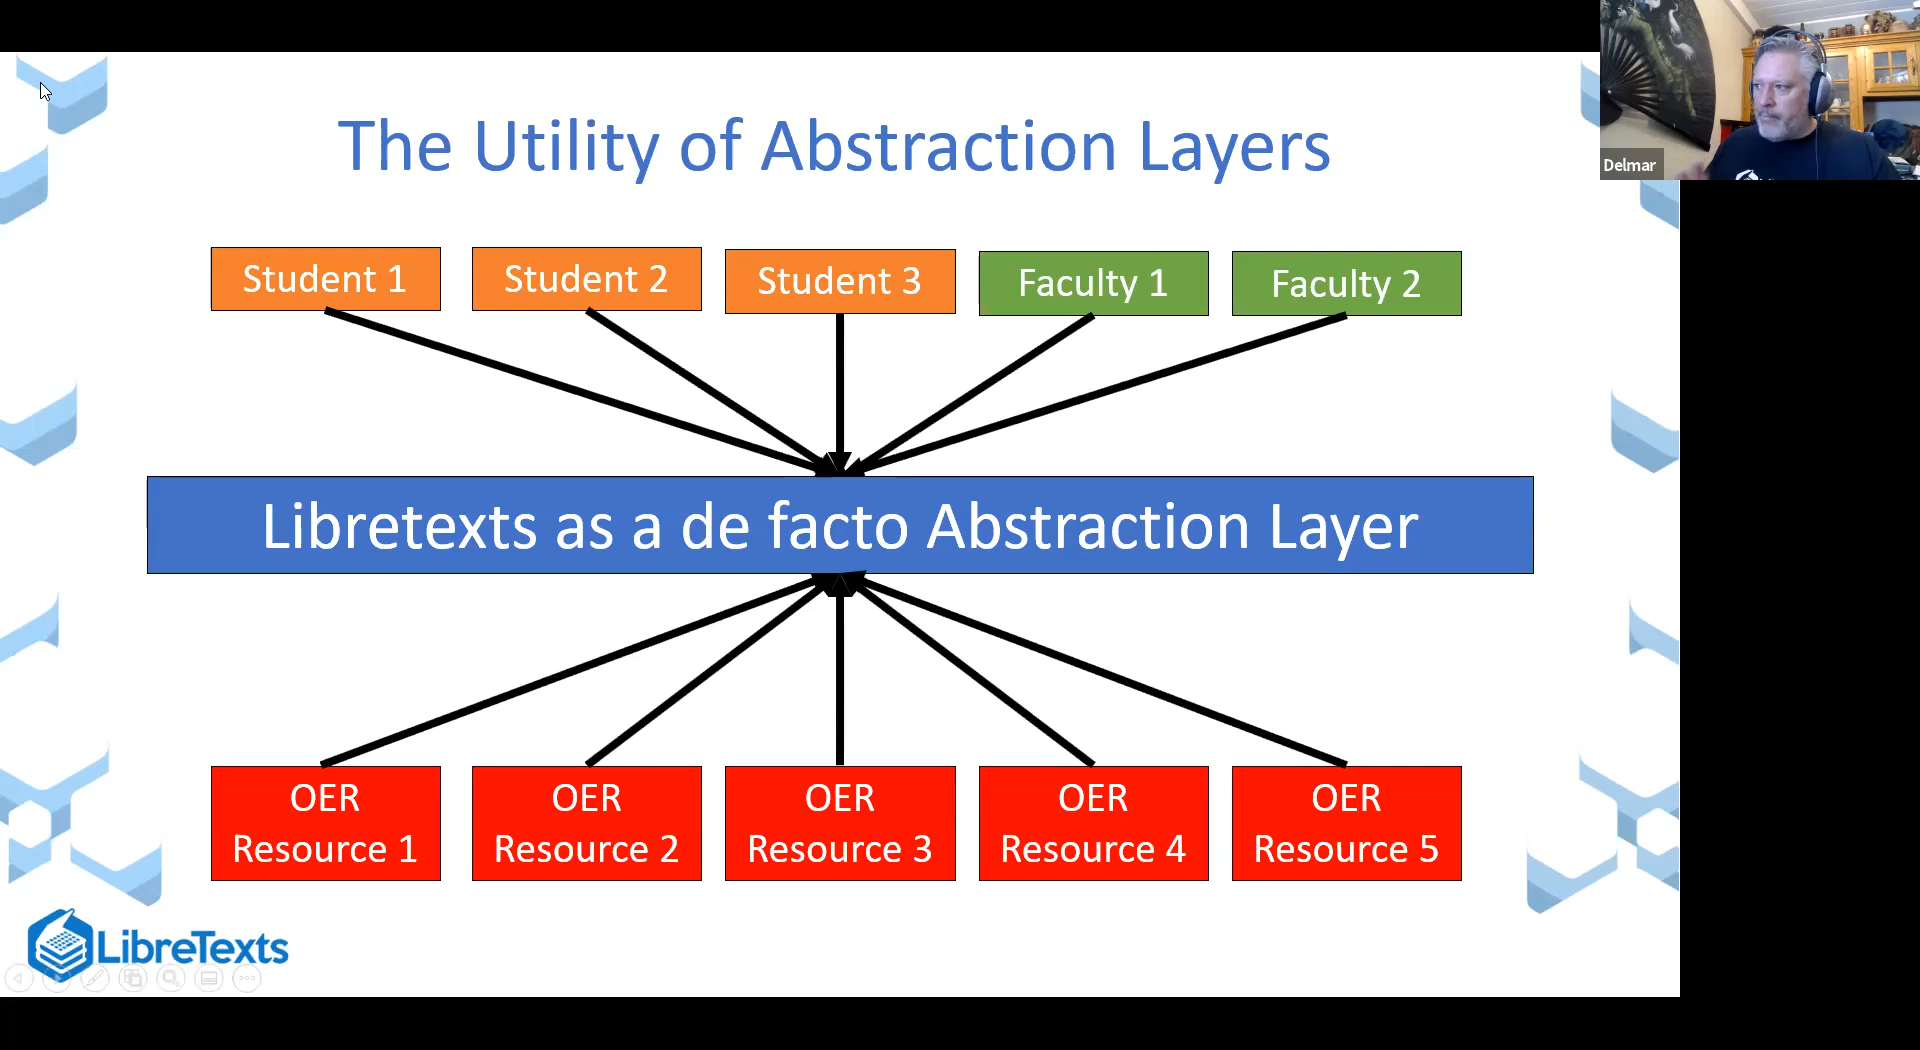 The Utility of Abstraction Layers
Delmar
Student 1
Student 2
Student 3
Faculty 1
Faculty 2
Libretexts as a de facto Abstraction Layer
OER
Resource 1
OER
Resource 2
OER
Resource 3
OER
Resource 4
OER
Resource 5
LibreTexts